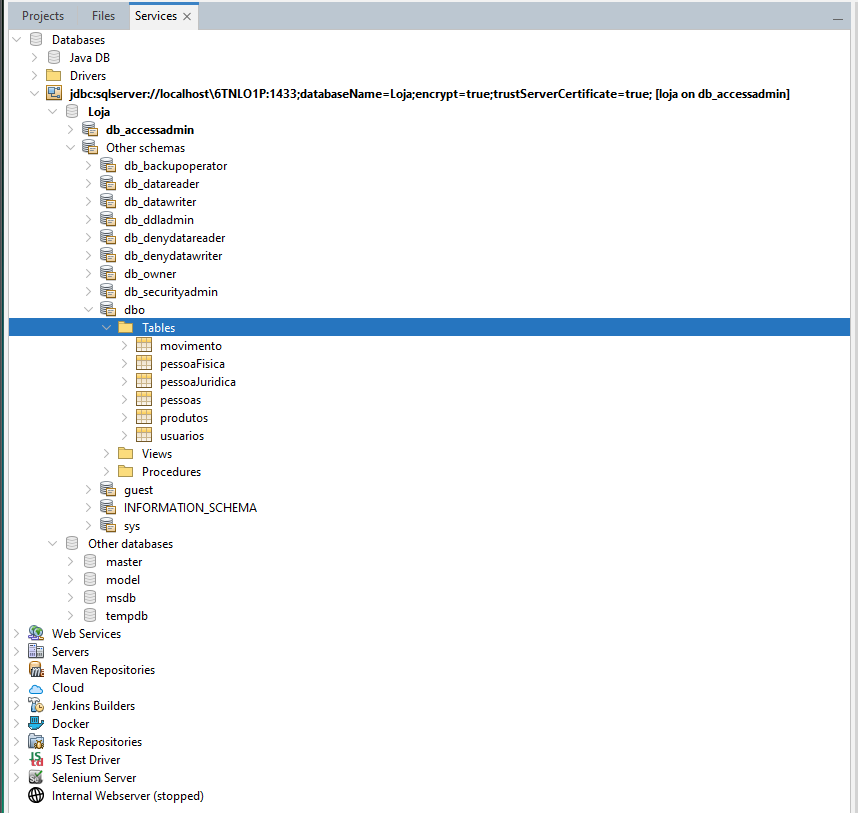 Projects Files Services
Databases
Java DB
Drivers
jdbc:sqlserver://localhost\6TNLO1P:1433;databaseName=Loja;encrypt=true;trustServerCertificate=true; [loja on db_accessadmin]
Loja
db_accessadmin
Other schemas
db_backupoperator
db_datareader
db_datawriter
db_ddladmin
db_denydatareader
db_denydatawriter
db_owner
db_securityadmin
dbo
Tables
movimento
pessoaFisica
pessoaJuridica
pessoas
produtos
usuarios
Views
Procedures
guest
INFORMATION_SCHEMA
sys
Other databases
master
model
msdb
tempdb
Web Services
Servers
Maven Repositories
Cloud
Jenkins Builders
Docker
Task Repositories
JS Test Driver
Selenium Server
Internal Webserver (stopped)